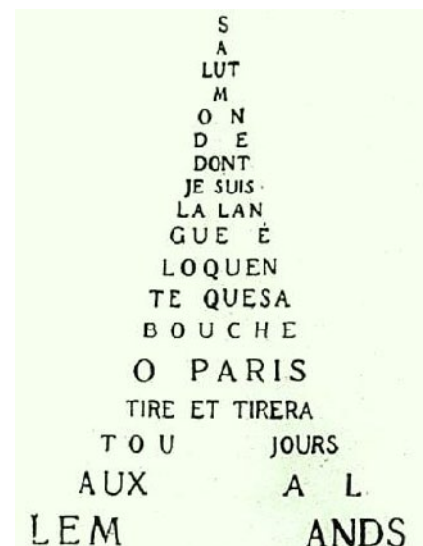 S
A
LUT
M
O N
D E
DONT
JE SUIS
LA LAN
GUE É
LOQUEN
TE QUESA
BOUCHE
O PARIS
TIRE ET TIRERA
TOU JOURS
AUX A L
LEM ANDS